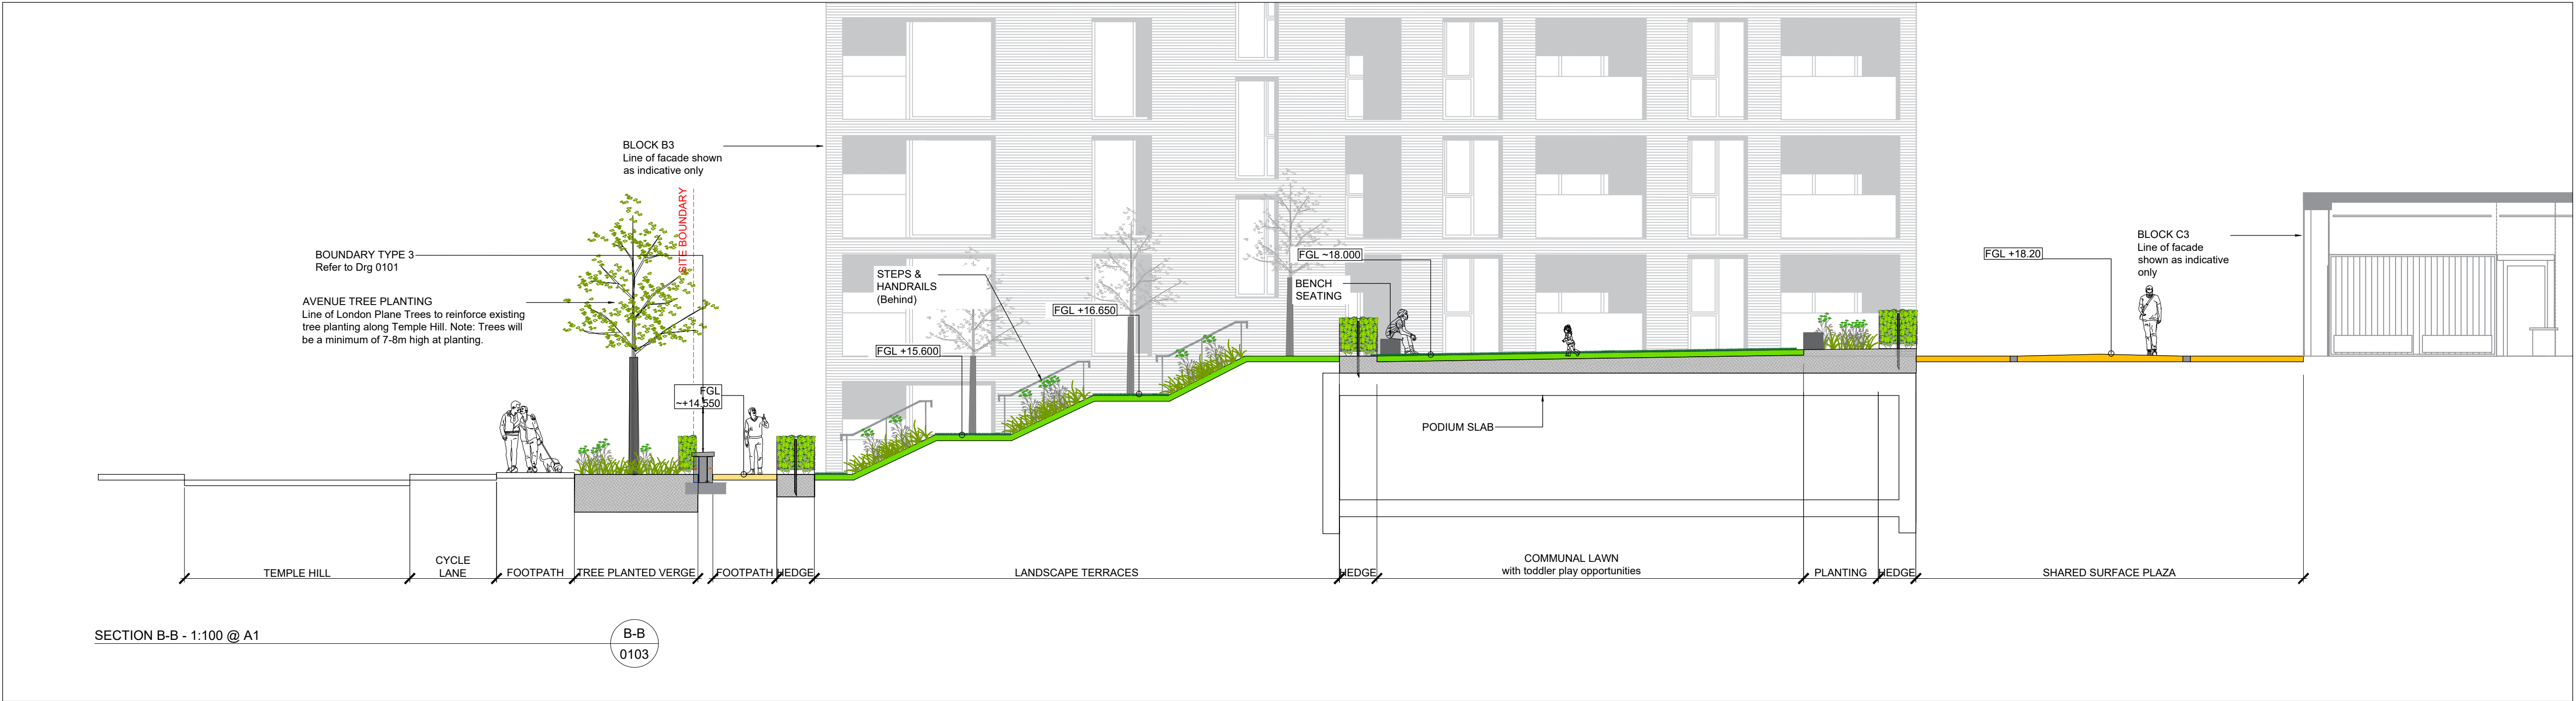 BLOCK B3
Line of facade shown
as indicative only
SITE BOUNDARY
BOUNDARY TYPE 3
Refer to Drg 0101
AVENUE TREE PLANTING
Line of London Plane Trees to reinforce existing
tree planting along Temple Hill. Note: Trees will
be a minimum of 7-8m high at planting.
FGL
~+14.550
STEPS &
HANDRAILS
(Behind)
FGL +15.600
FGL +16.650
FGL ~18.000
BENCH
SEATING
PODIUM SLAB
FGL +18.20
BLOCK C3
Line of facade
shown as indicative
only
TEMPLE HILL
CYCLE
LANE
FOOTPATH
TREE PLANTED VERGE
FOOTPATH
HEDGE
LANDSCAPE TERRACES
HEDGE
COMMUNAL LAWN
with toddler play opportunities
PLANTING
HEDGE
SHARED SURFACE PLAZA
SECTION B-B - 1:100 @ A1
B-B
0103